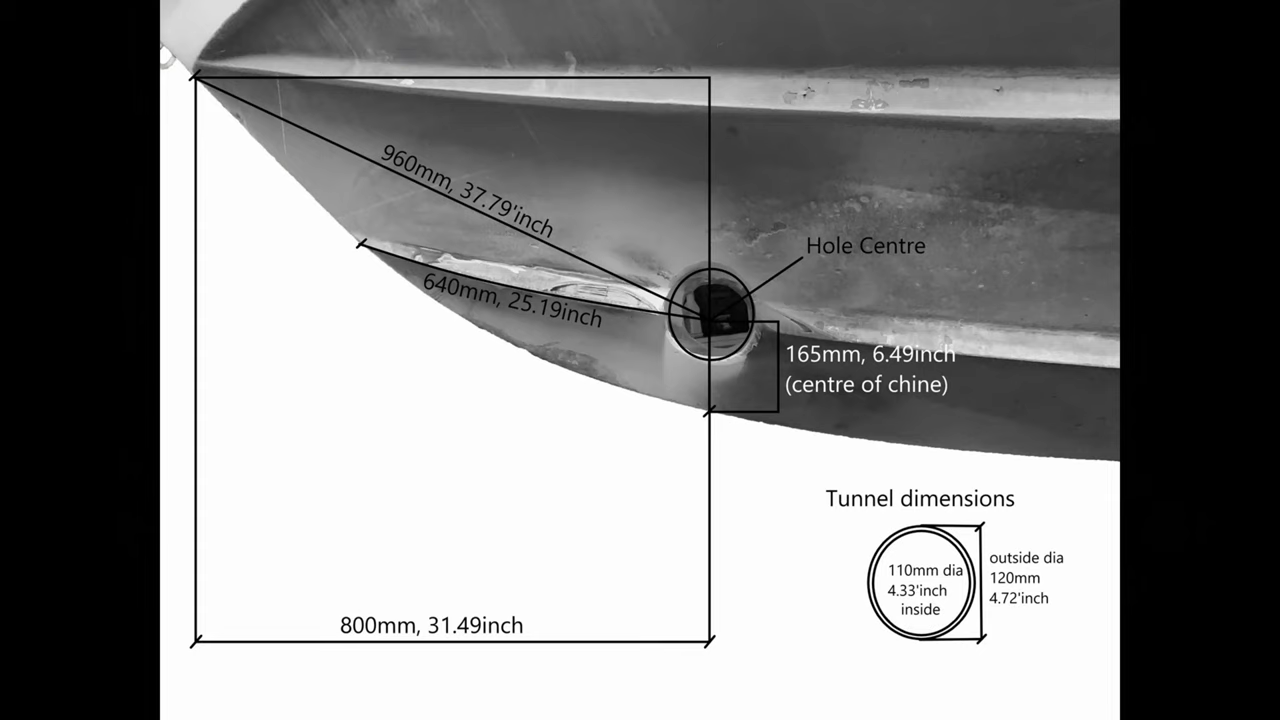 960mm, 37.79'inch
Hole Centre
640mm, 25.19inch
165mm, 6.49inch
(centre of chine)
Tunnel dimensions
110mm dia
4.33'inch
inside
outside dia
120mm
4.72'inch
800mm, 31.49inch